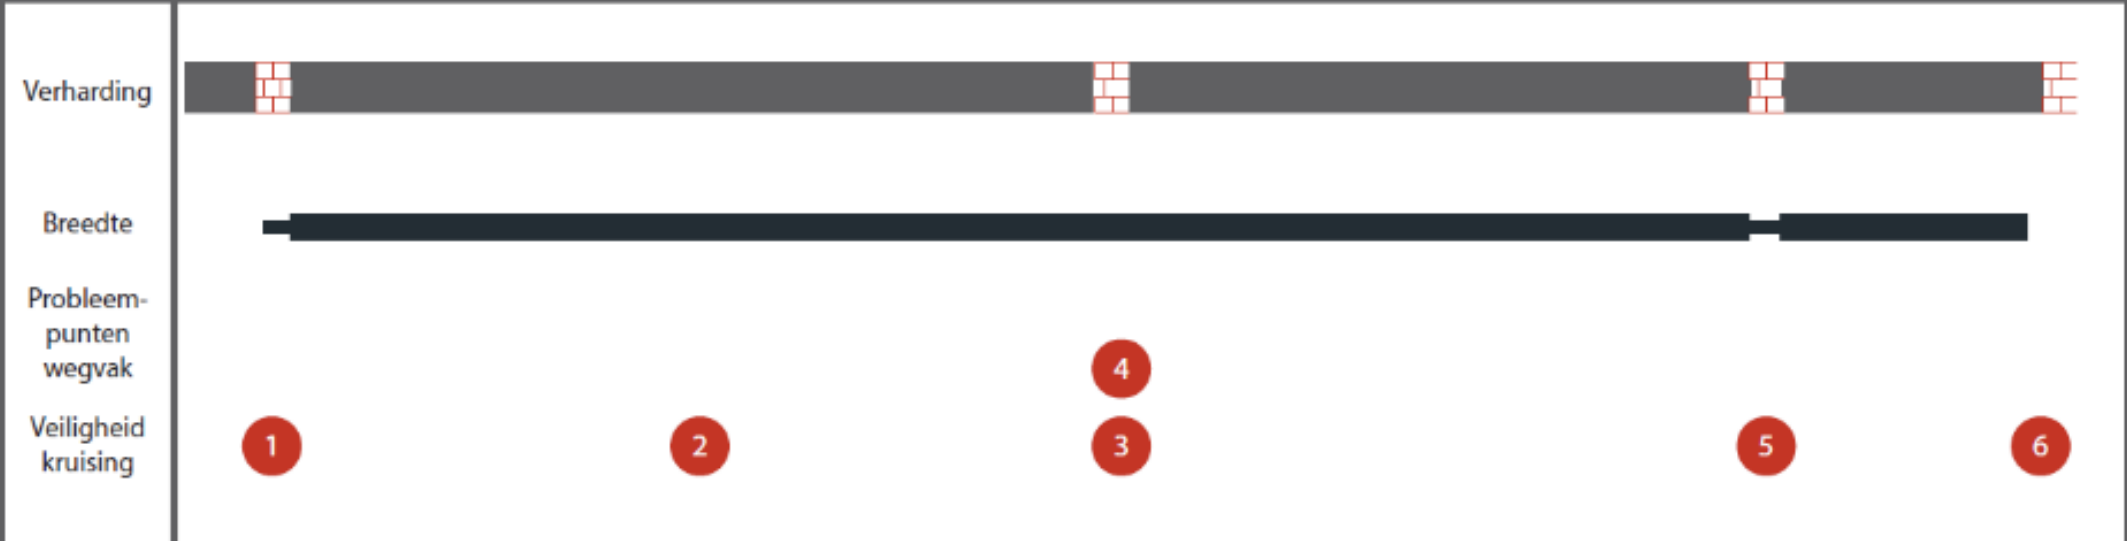 Verharding
Breedte
Probleem-
punten
wegvak
4
Veiligheid
kruising
1
2
3
5
6